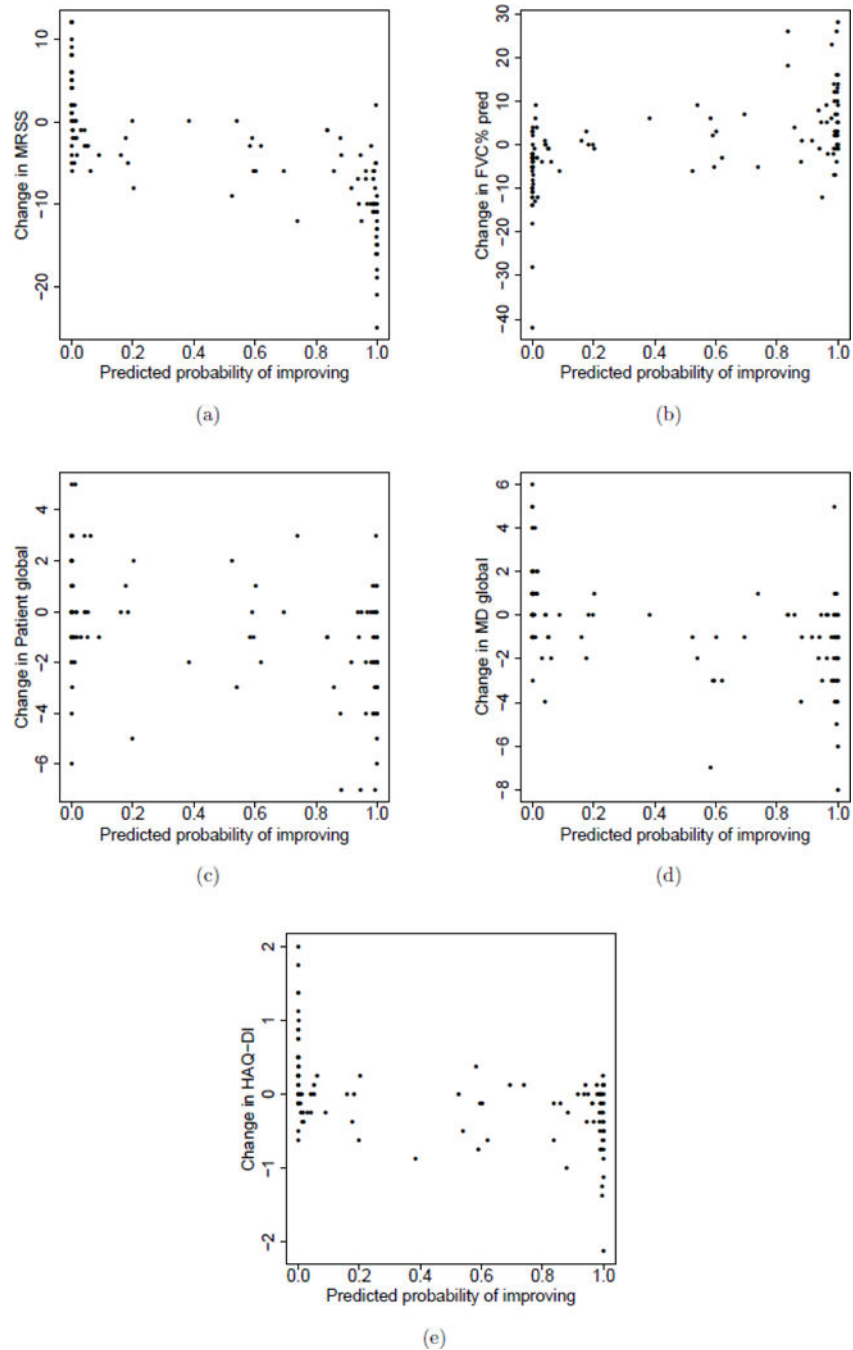 10
0
−10
−20
Change in MRSS
0.0 0.2 0.4 0.6 0.8 1.0
Predicted probability of improving
(a)
30
20
10
0
−10
−20
−30
−40
Change in FVC% pred
0.0 0.2 0.4 0.6 0.8 1.0
Predicted probability of improving
(b)
4
2
0
−2
−4
−6
Change in Patient global
0.0 0.2 0.4 0.6 0.8 1.0
Predicted probability of improving
(c)
6
4
2
0
−2
−4
−6
−8
Change in MD global
0.0 0.2 0.4 0.6 0.8 1.0
Predicted probability of improving
(d)
2
1
0
−1
−2
Change in HAQ−DI
0.0 0.2 0.4 0.6 0.8 1.0
Predicted probability of improving
(e)